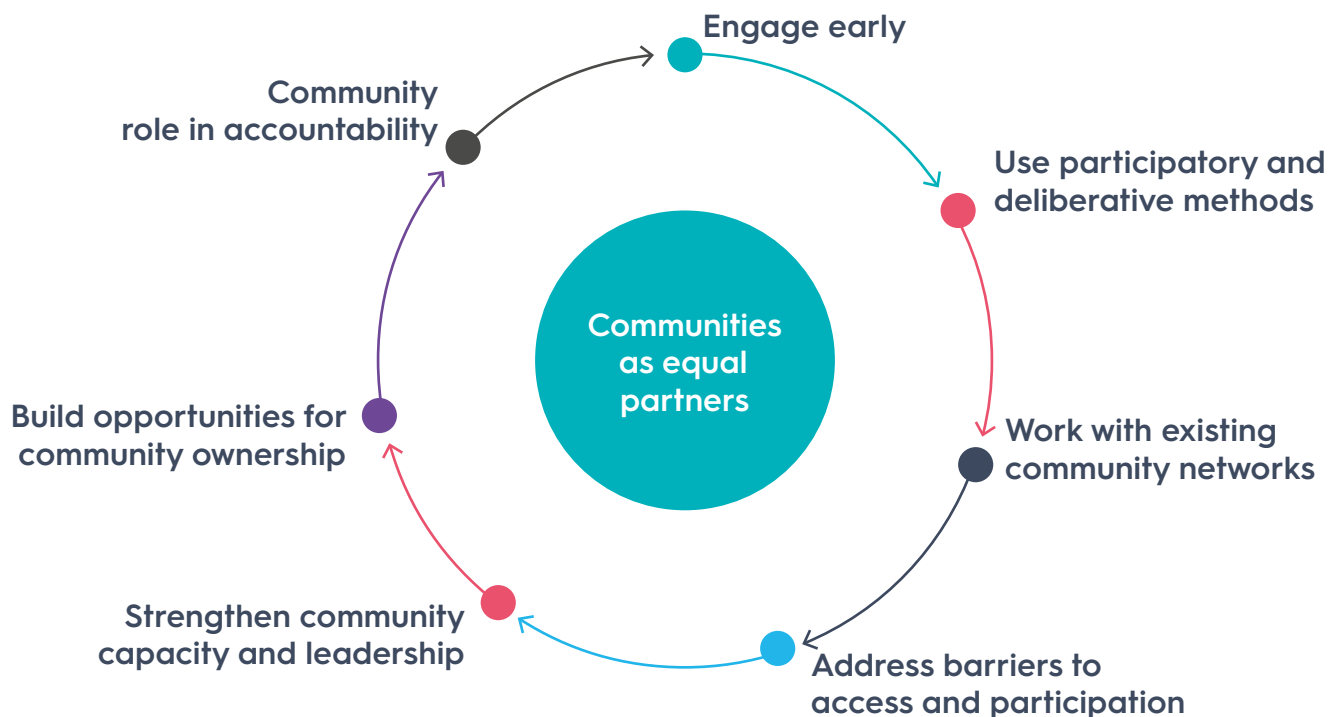 Engage early
Use participatory and
deliberative methods
Work with existing
community networks
Address barriers to
access and participation
Strengthen community
capacity and leadership
Build opportunities for
community ownership
Community
role in accountability
Communities
as equal
partners